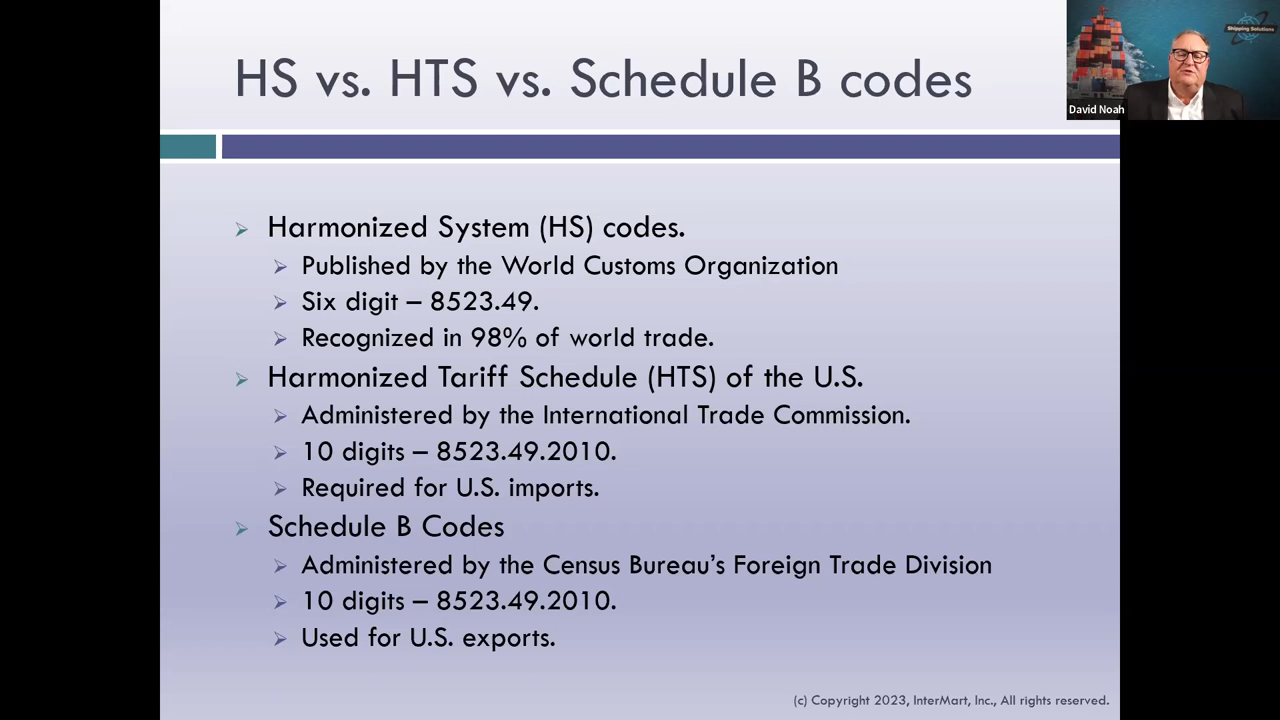 HS vs. HTS vs. Schedule B codes
Shipping Solutions
David Noah
Harmonized System (HS) codes.
Published by the World Customs Organization
Six digit – 8523.49.
Recognized in 98% of world trade.
Harmonized Tariff Schedule (HTS) of the U.S.
Administered by the International Trade Commission.
10 digits – 8523.49.2010.
Required for U.S. imports.
Schedule B Codes
Administered by the Census Bureau’s Foreign Trade Division
10 digits – 8523.49.2010.
Used for U.S. exports.
(c) Copyright 2023, InterMart, Inc., All rights reserved.